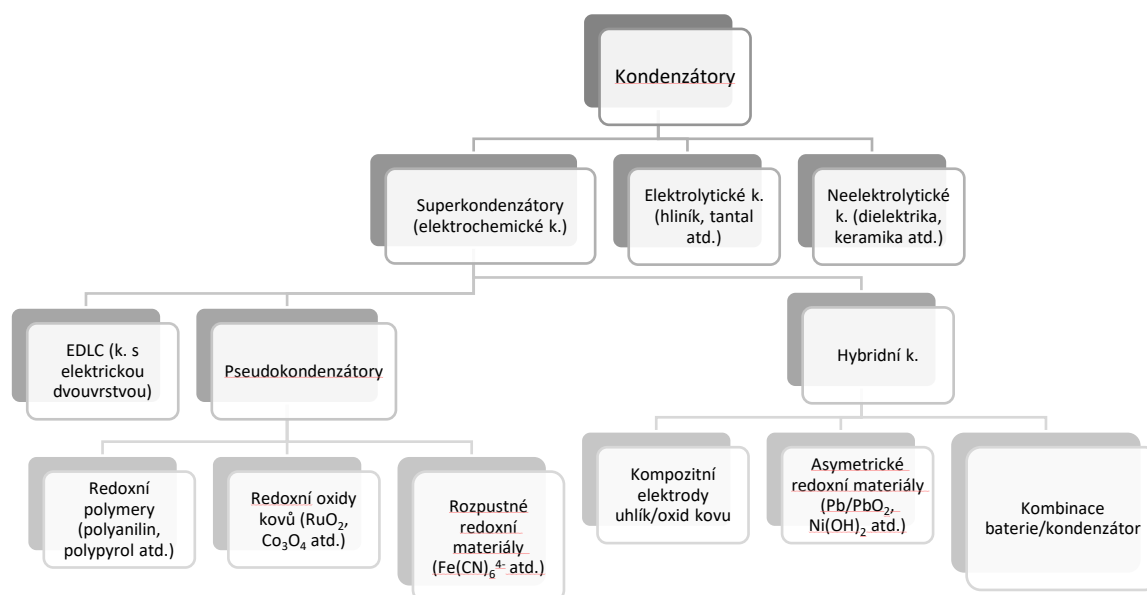 Kondenzátory
Superkondenzátory
(elektrochemické k.)
Elektrolytické k.
(hliník, tantal
atd.)
Neelektrolytické
k. (dielektrika,
keramika atd.)
EDLC (k. s
elektrickou
dvouvrstvou)
Pseudokondenzátory
Hybridní k.
Redoxní
polymery
(polyanilin,
polypyrol atd.)
Redoxní oxidy
kovů (RuO₂,
Co₃O₄ atd.)
Rozpustné
redoxní
materiály
(Fe(CN)₆⁴⁻ atd.)
Kompozitní
elektrody
uhlík/oxid kovu
Asymetrické
redoxní materiály
(Pb/PbO₂,
Ni(OH)₂ atd.)
Kombinace
baterie/kondenzátor